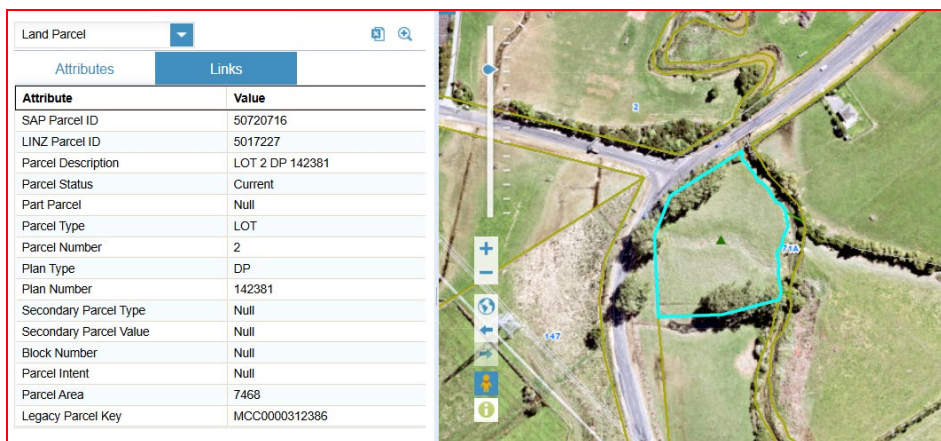 Land Parcel
Attributes Links
Attribute Value
SAP Parcel ID 50720716
LINZ Parcel ID 5017227
Parcel Description LOT 2 DP 142381
Parcel Status Current
Part Parcel Null
Parcel Type LOT
Parcel Number 2
Plan Type DP
Plan Number 142381
Secondary Parcel Type Null
Secondary Parcel Value Null
Block Number Null
Parcel Intent Null
Parcel Area 7468
Legacy Parcel Key MCC0000312386
2
71A
147